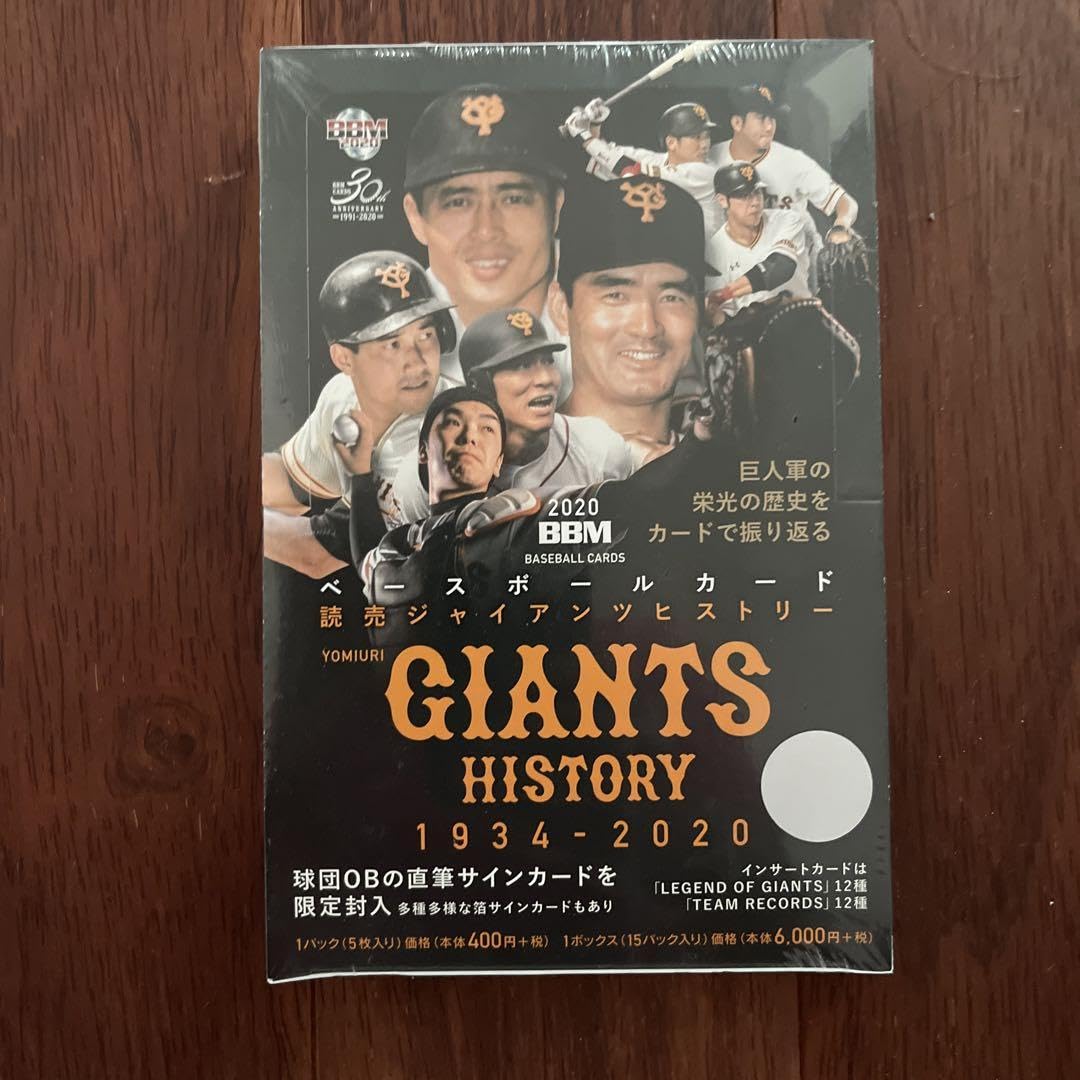 BBM
2020
BBM
CARDS
30th
ANNIVERSARY
1991-2020
巨人軍の
栄光の歴史を
カードで振り返る
2020
BBM
BASEBALL CARDS
ベースボールカード
読売ジャイアンツヒストリー
YOMIURI
GIANTS
HISTORY
1934-2020
球団OBの直筆サインカードを
限定封入 多種多様な箔サインカードもあり
インサートカードは
「LEGEND OF GIANTS」12種
「TEAM RECORDS」12種
1パック(5枚入り)価格(本体400円+税) 1ボックス(15パック入り)価格(本体6,000円+税)